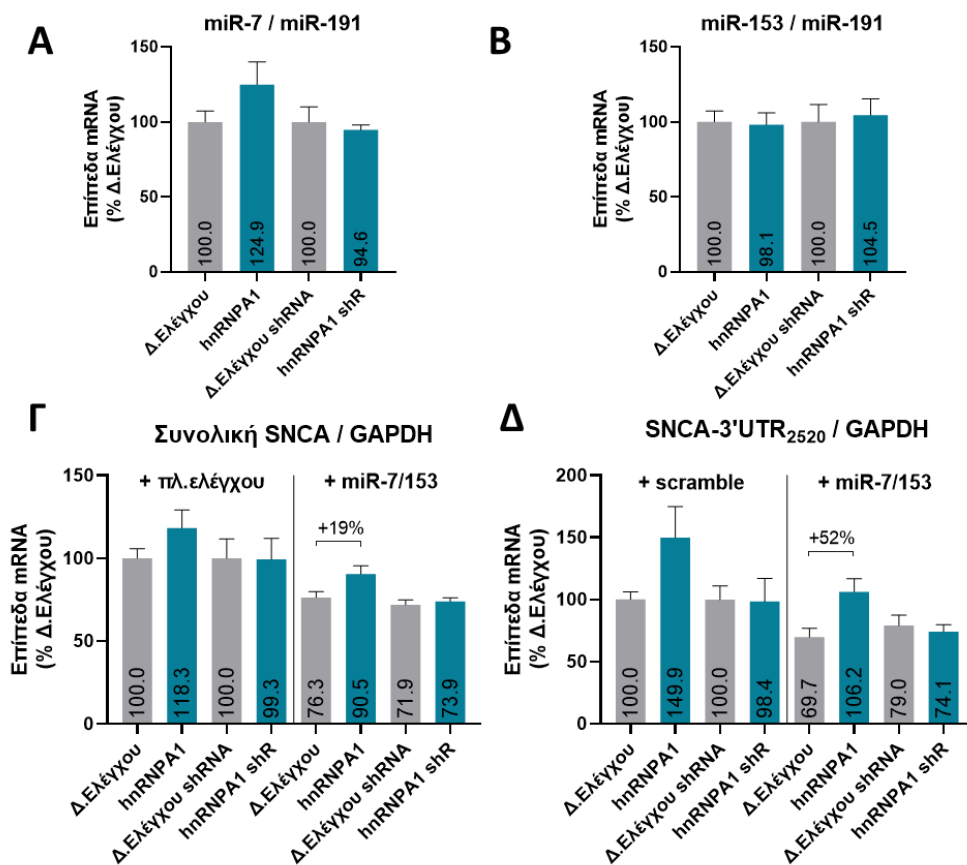 A
miR-7 / miR-191
Επίπεδα mRNA
(% Δ.Ελέγχου)
150
100
50
0
100.0
124.9
100.0
94.6
Δ.Ελέγχου
hnRNPA1
Δ.Ελέγχου shRNA
hnRNPA1 shR
B
miR-153 / miR-191
Επίπεδα mRNA
(% Δ.Ελέγχου)
150
100
50
0
100.0
98.1
100.0
104.5
Δ.Ελέγχου
hnRNPA1
Δ.Ελέγχου shRNA
hnRNPA1 shR
Γ
Συνολική SNCA / GAPDH
Επίπεδα mRNA
(% Δ.Ελέγχου)
150
100
50
0
+ πλ.ελέγχου
+ miR-7/153
+19%
100.0
118.3
100.0
99.3
76.3
90.5
71.9
73.9
Δ.Ελέγχου
hnRNPA1
Δ.Ελέγχου shRNA
hnRNPA1 shR
Δ.Ελέγχου
hnRNPA1
Δ.Ελέγχου shRNA
hnRNPA1 shR
Δ
SNCA-3'UTR₂₅₂₀ / GAPDH
Επίπεδα mRNA
(% Δ.Ελέγχου)
200
150
100
50
0
+ scramble
+ miR-7/153
+52%
100.0
149.9
100.0
98.4
69.7
106.2
79.0
74.1
Δ.Ελέγχου
hnRNPA1
Δ.Ελέγχου shRNA
hnRNPA1 shR
Δ.Ελέγχου
hnRNPA1
Δ.Ελέγχου shRNA
hnRNPA1 shR